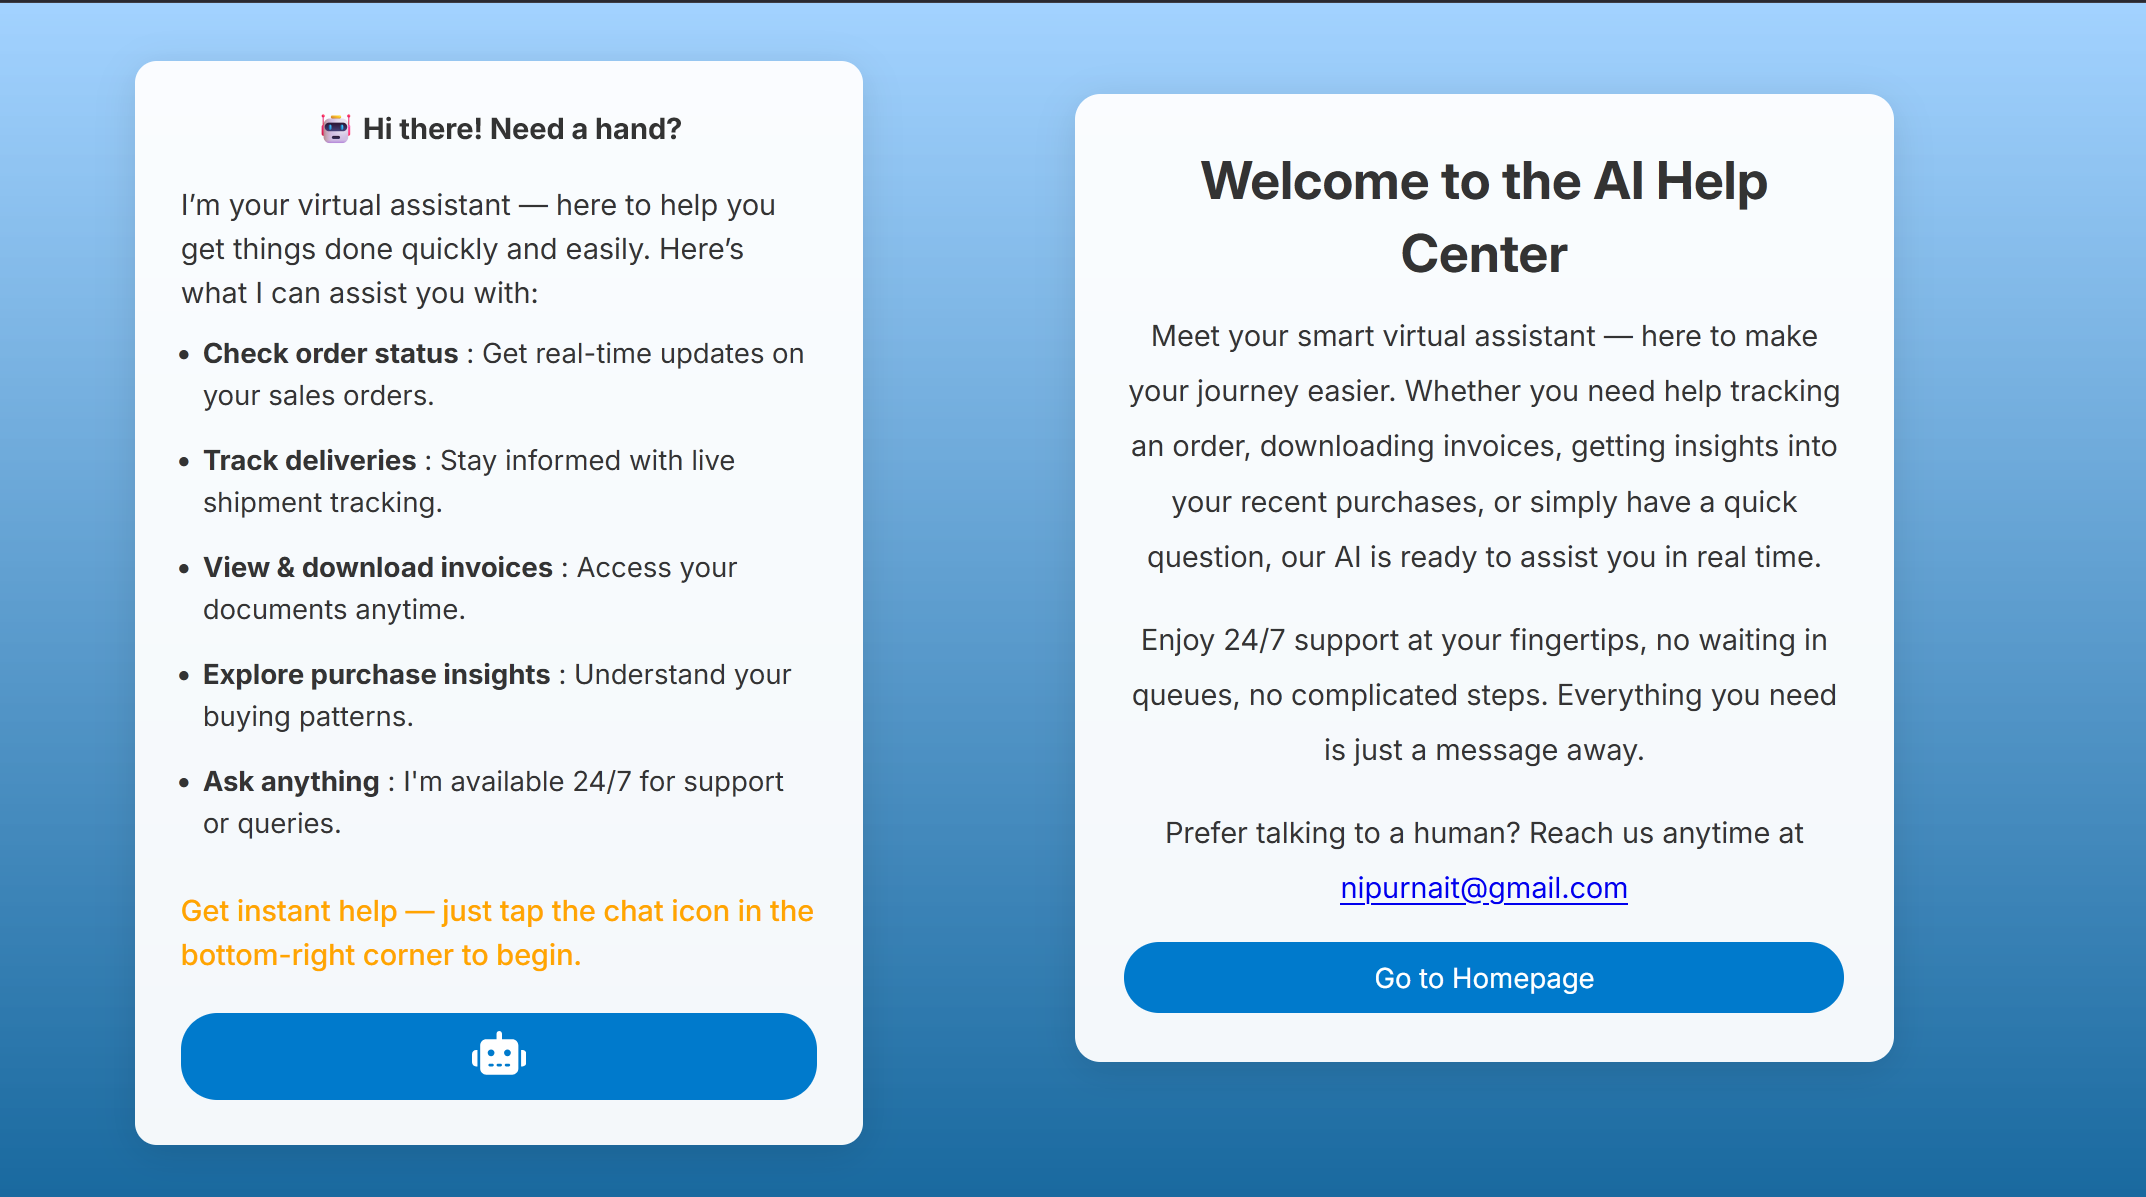 Hi there! Need a hand?
I’m your virtual assistant — here to help you
get things done quickly and easily. Here’s
what I can assist you with:
• Check order status : Get real-time updates on
your sales orders.
• Track deliveries : Stay informed with live
shipment tracking.
• View & download invoices : Access your
documents anytime.
• Explore purchase insights : Understand your
buying patterns.
• Ask anything : I'm available 24/7 for support
or queries.
Get instant help — just tap the chat icon in the
bottom-right corner to begin.
Welcome to the AI Help
Center
Meet your smart virtual assistant — here to make
your journey easier. Whether you need help tracking
an order, downloading invoices, getting insights into
your recent purchases, or simply have a quick
question, our AI is ready to assist you in real time.
Enjoy 24/7 support at your fingertips, no waiting in
queues, no complicated steps. Everything you need
is just a message away.
Prefer talking to a human? Reach us anytime at
nipurnait@gmail.com
Go to Homepage